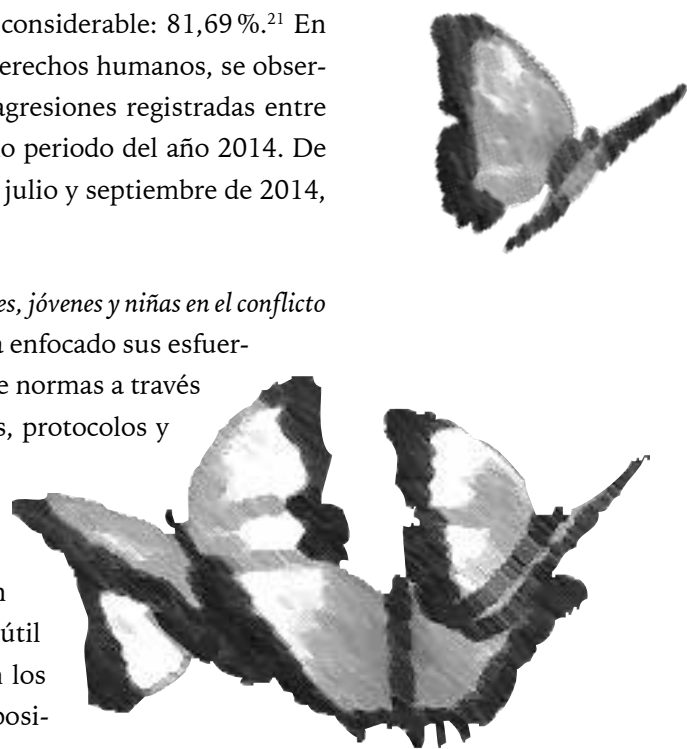 considerable: 81,69 %.21 En
erechos humanos, se obser-
agresiones registradas entre
o periodo del año 2014. De
julio y septiembre de 2014,
es, jóvenes y niñas en el conflicto
enfocado sus esfuer-
e normas a través
s, protocolos y
n
útil
n los
posi-